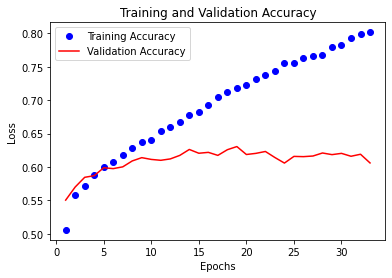 Training and Validation Accuracy
Training Accuracy
Validation Accuracy
0.80
0.75
0.70
0.65
0.60
0.55
0.50
Loss
0
5
10
15
20
25
30
Epochs